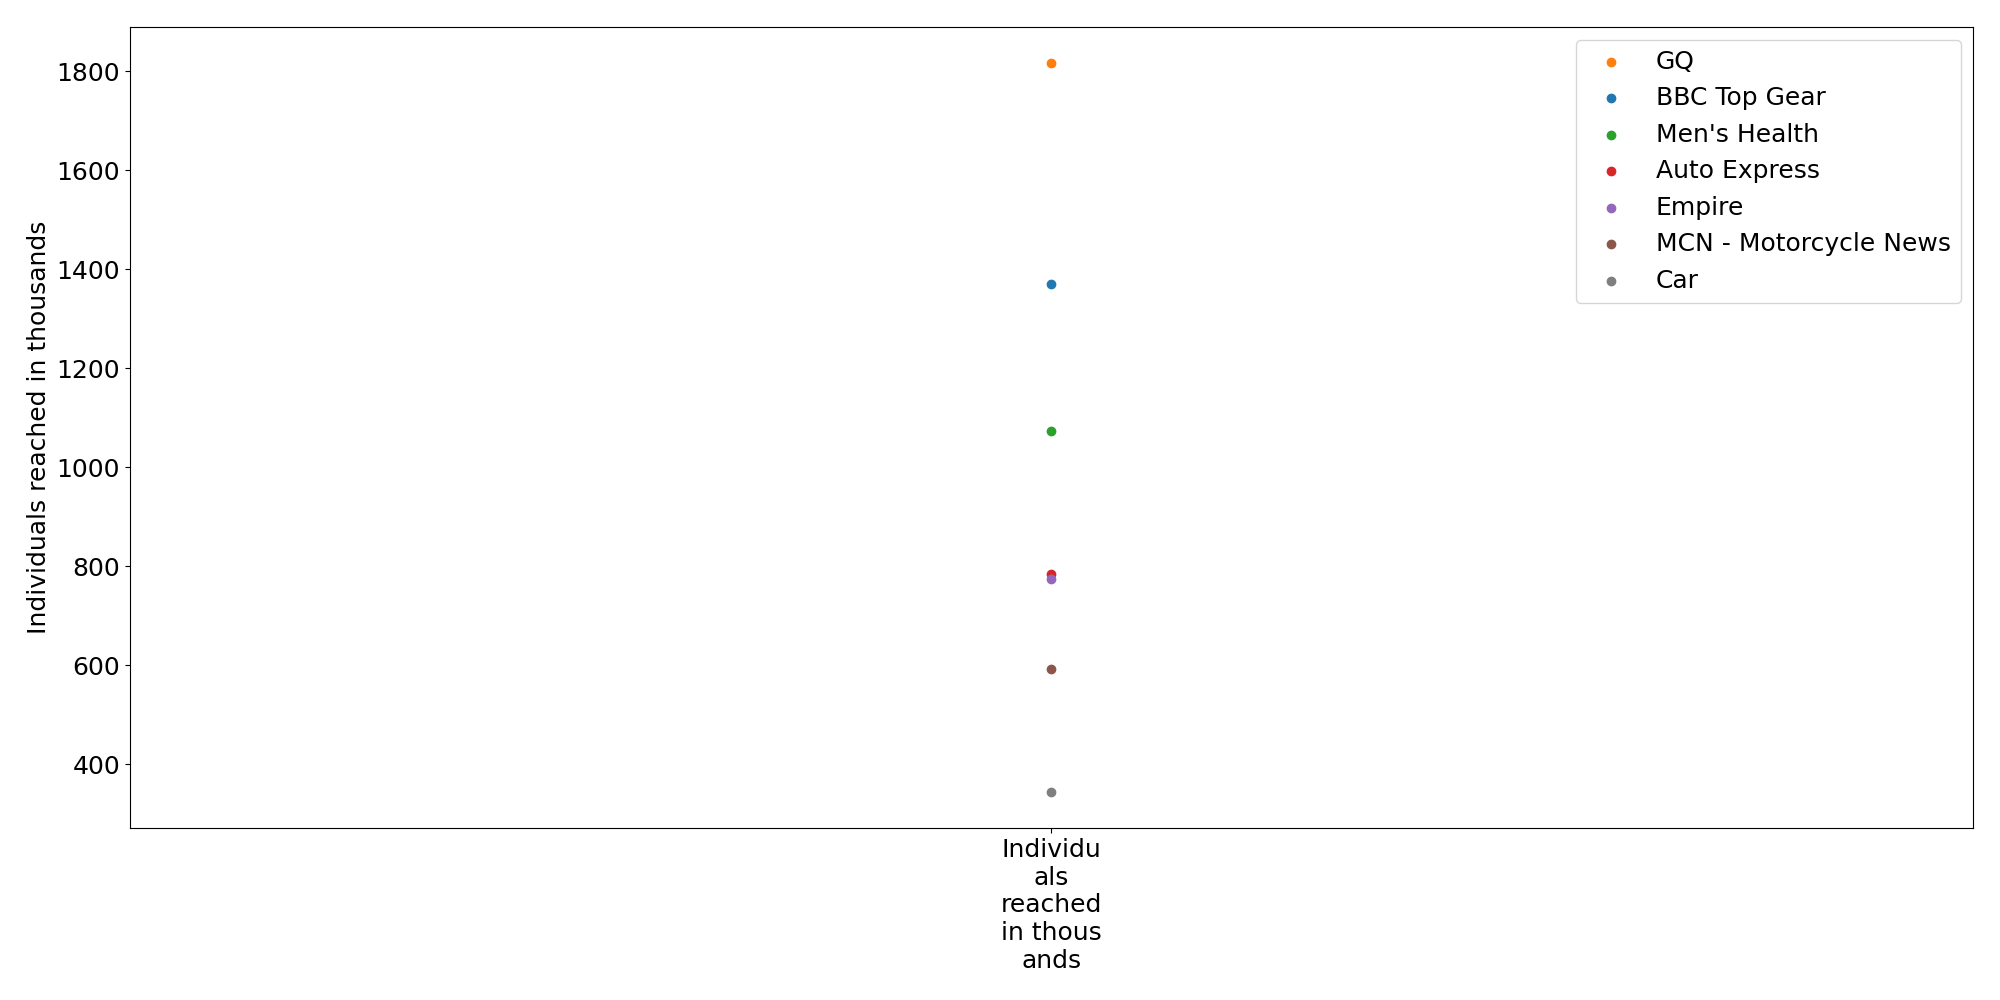 Individuals reached in thousands
1800
1600
1400
1200
1000
800
600
400
Individu
als
reached
in thous
ands
GQ
BBC Top Gear
Men's Health
Auto Express
Empire
MCN - Motorcycle News
Car